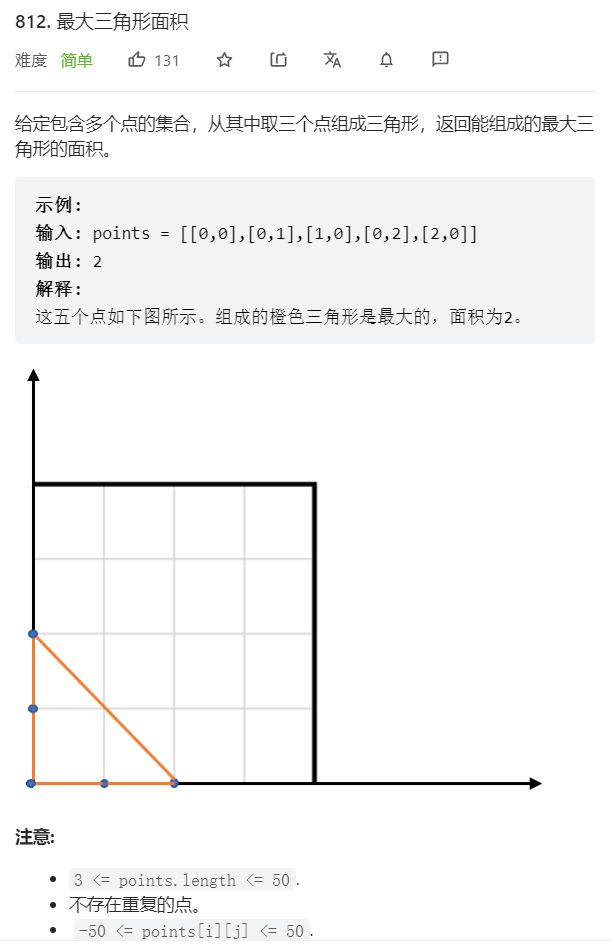 812. 最大三角形面积
难度 简单 131
给定包含多个点的集合，从其中取三个点组成三角形，返回能组成的最大三
角形的面积。
示例:
输入: points = [[0,0],[0,1],[1,0],[0,2],[2,0]]
输出: 2
解释:
这五个点如下图所示。组成的橙色三角形是最大的，面积为2。
注意:
3 <= points.length <= 50.
不存在重复的点。
-50 <= points[i][j] <= 50.